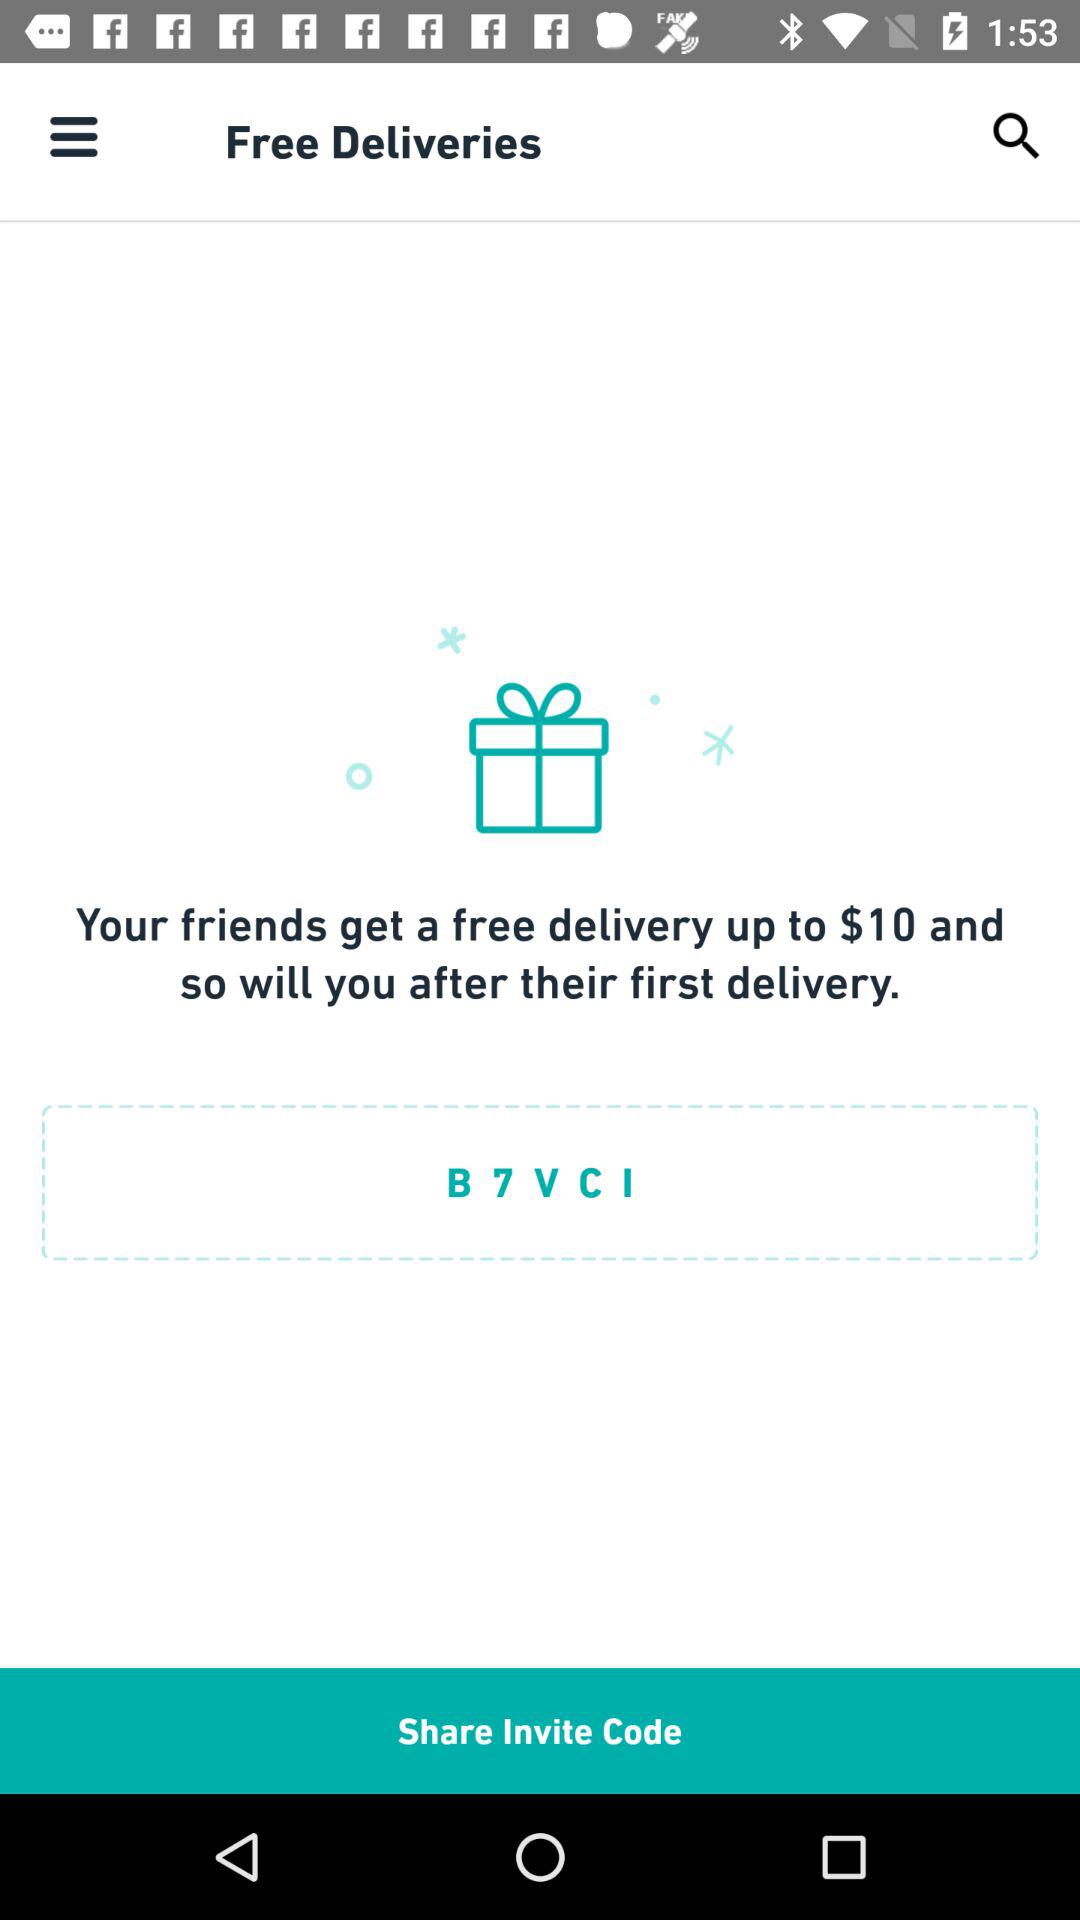 FAKE
1:53
Free Deliveries
Your friends get a free delivery up to $10 and
so will you after their first delivery.
B 7 V C I
Share Invite Code